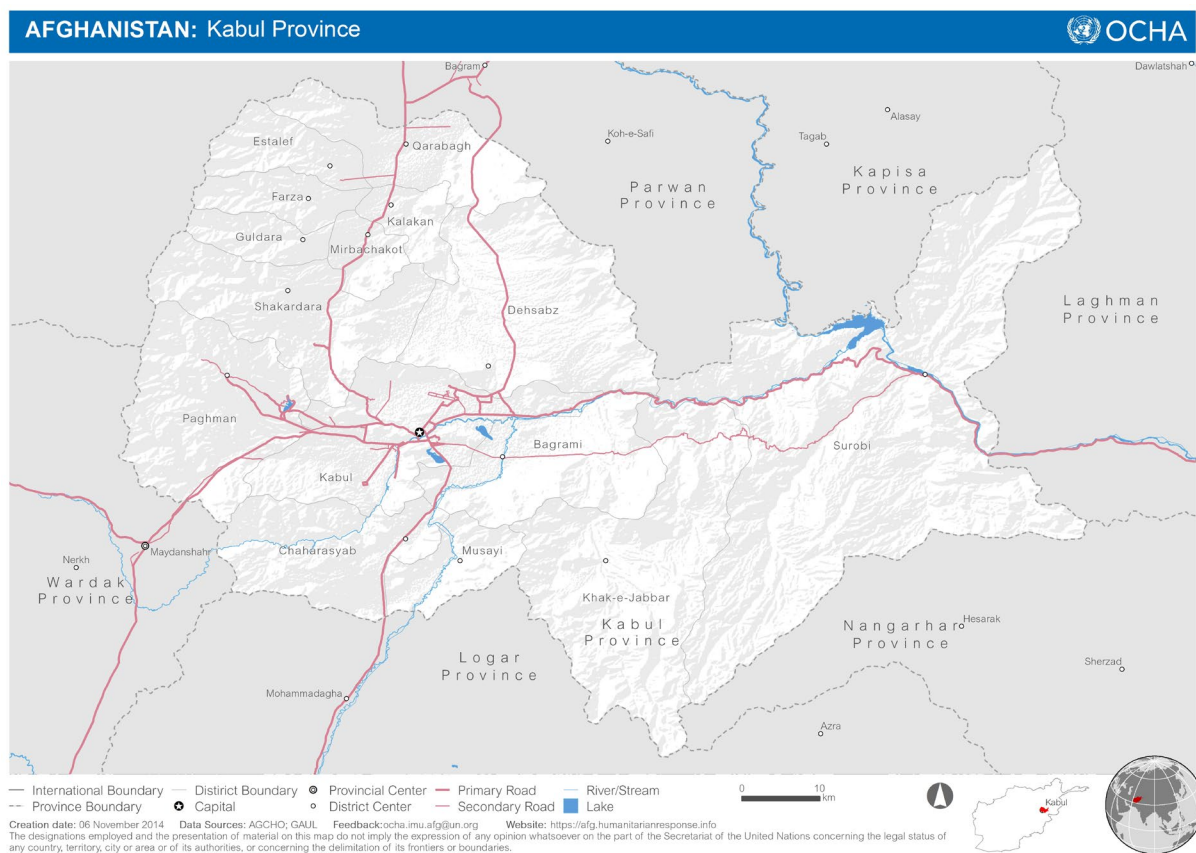 AFGHANISTAN: Kabul Province
OCHA
Bagram
Dawlatshah
Alasay
Koh-e-Safi
Tagab
Estalef
Qarabagh
Kapisa
Province
Parwan
Province
Farza
Kalakan
Guldara
Mirbachakot
Shakardara
Dehsabz
Laghman
Province
Paghman
Bagrami
Surobi
Kabul
Chaharasyab
Musayi
Maydanshahr
Nerkh
Wardak
Province
Khak-e-Jabbar
Kabul
Province
Nangarhar
Province
Hesarak
Logar
Province
Sherzad
Mohammadagha
Azra
International Boundary
District Boundary
Provincial Center
Primary Road
River/Stream
Province Boundary
Capital
District Center
Secondary Road
Lake
0 10
km
Kabul
Creation date: 06 November 2014 Data Sources: AGCHO; GAUL Feedback:ocha.imu.afg@un.org Website: https://afg.humanitarianresponse.info
The designations employed and the presentation of material on this map do not imply the expression of any opinion whatsoever on the part of the Secretariat of the United Nations concerning the legal status of
any country, territory, city or area or of its authorities, or concerning the delimitation of its frontiers or boundaries.